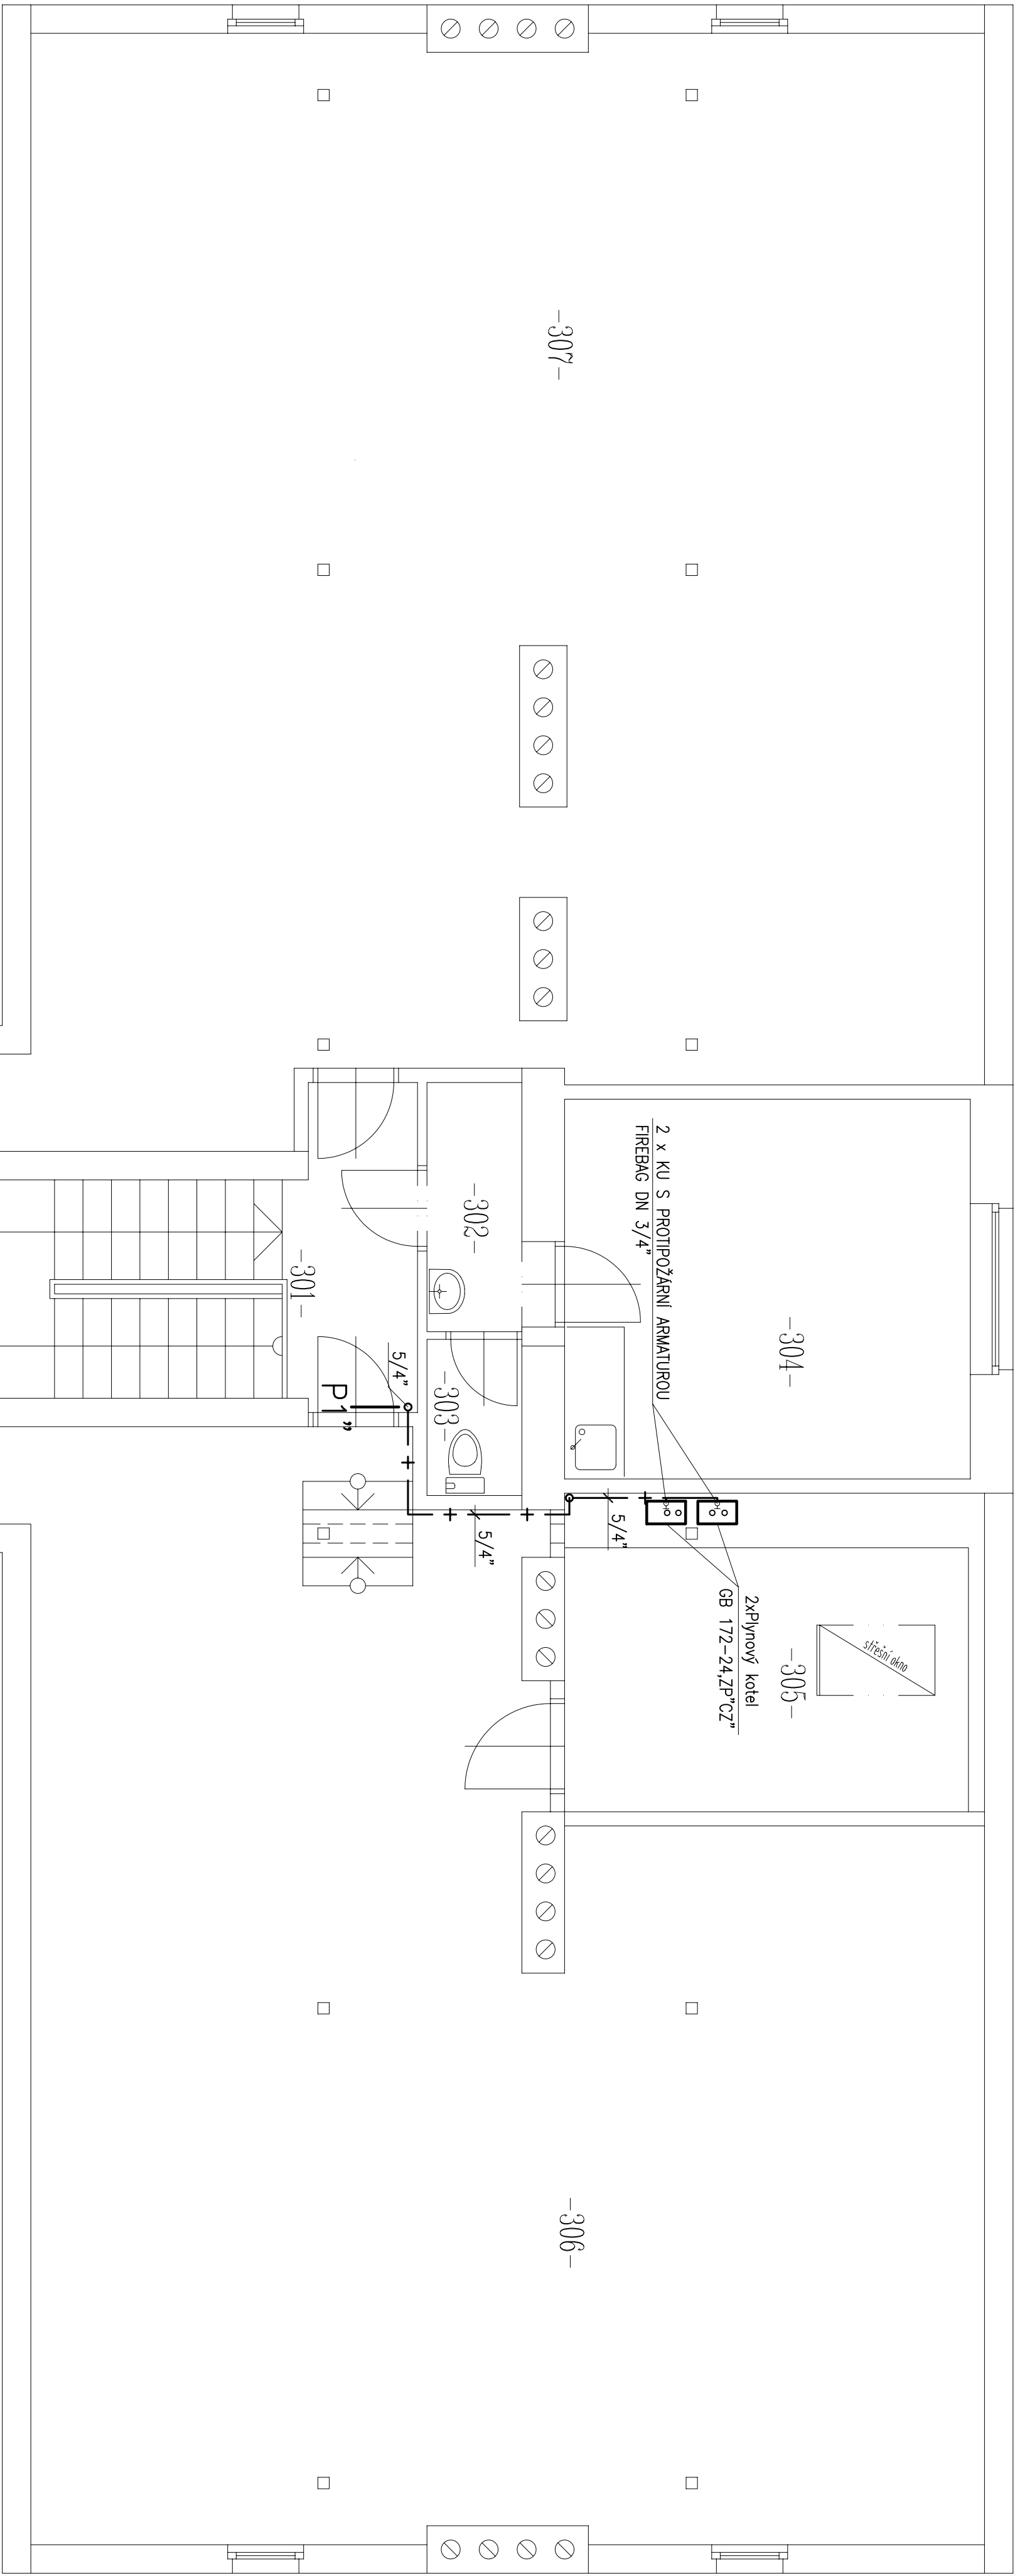 -307-
-304-
-305-
-306-
-302-
-303-
-301-
2 x KU S PROTIPOŽÁRNÍ ARMATUROU
FIREBAG DN 3/4"
2xPlynový kotel
GB 172-24,ZP"CZ"
střešní okno
5/4"
5/4"
5/4"
P1"